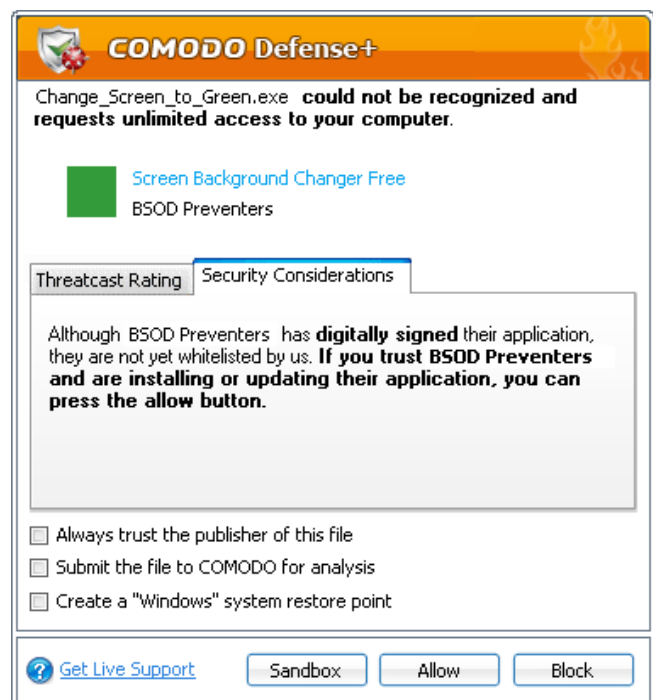 COMODO Defense+
Change_Screen_to_Green.exe could not be recognized and
requests unlimited access to your computer.
Screen Background Changer Free
BSOD Preventers
Threatcast Rating
Security Considerations
Although BSOD Preventers has digitally signed their application,
they are not yet whitelisted by us. If you trust BSOD Preventers
and are installing or updating their application, you can
press the allow button.
Always trust the publisher of this file
Submit the file to COMODO for analysis
Create a "Windows" system restore point
Get Live Support
Sandbox
Allow
Block